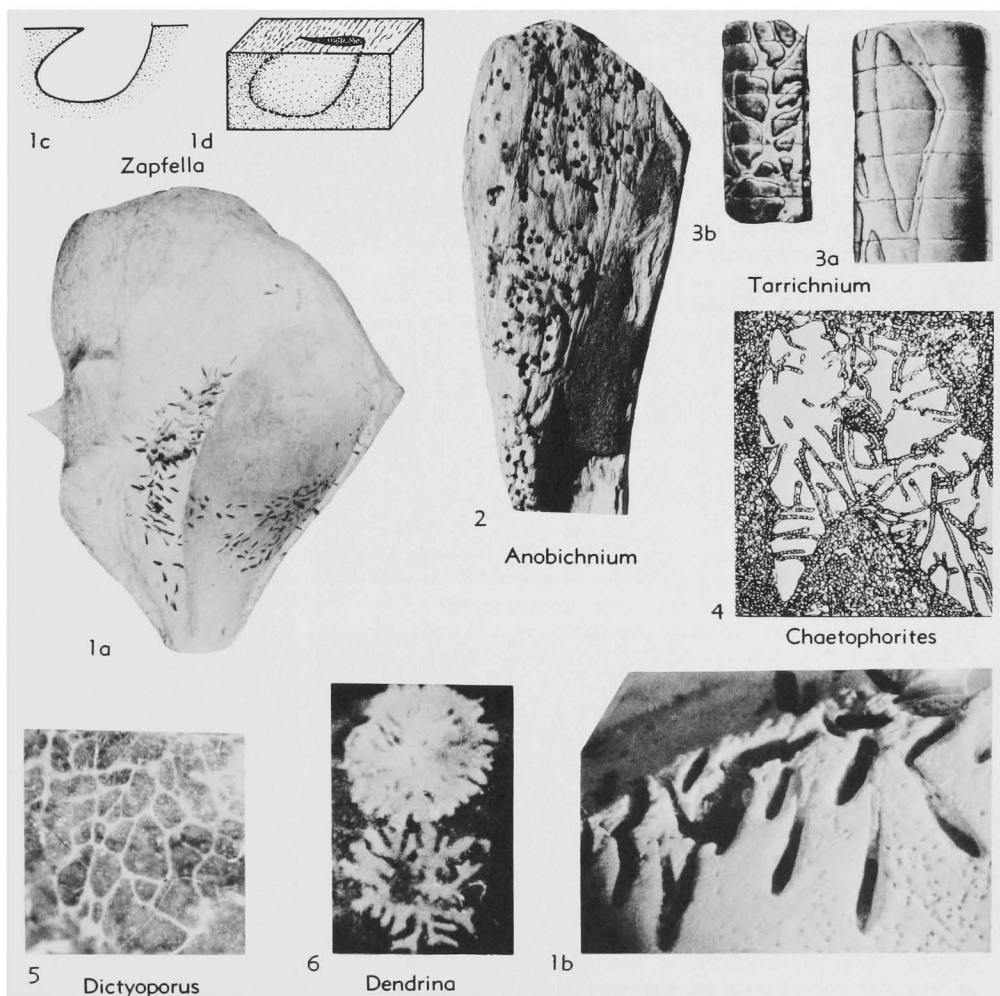 1c
1d
Zapfella
1a
2
Anobichnium
3b
3a
Tarrichnium
4
Chaetophorites
5
Dictyoporus
6
Dendrina
1b